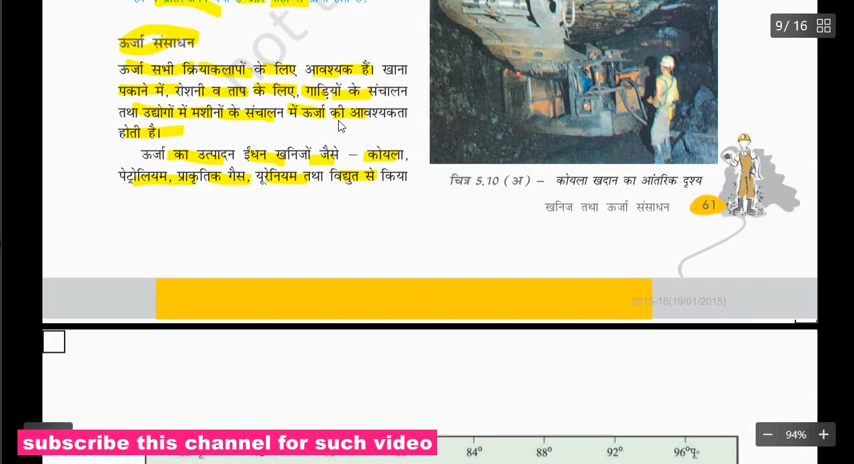 9 / 16
ऊर्जा संसाधन
ऊर्जा सभी क्रियाकलापों के लिए आवश्यक हैं। खाना
पकाने में, रोशनी व ताप के लिए, गाड़ियों के संचालन
तथा उद्योगों में मशीनों के संचालन में ऊर्जा की आवश्यकता
होती है।
ऊर्जा का उत्पादन ईंधन खनिजों जैसे – कोयला,
पेट्रोलियम, प्राकृतिक गैस, यूरेनियम तथा विद्युत से किया
चित्र 5.10 (अ) – कोयला खदान का आंतरिक दृश्य
खनिज तथा ऊर्जा संसाधन 61
not
2015-16(19/01/2015)
subscribe this channel for such video
94%
84° 88° 92° 96°पू॰